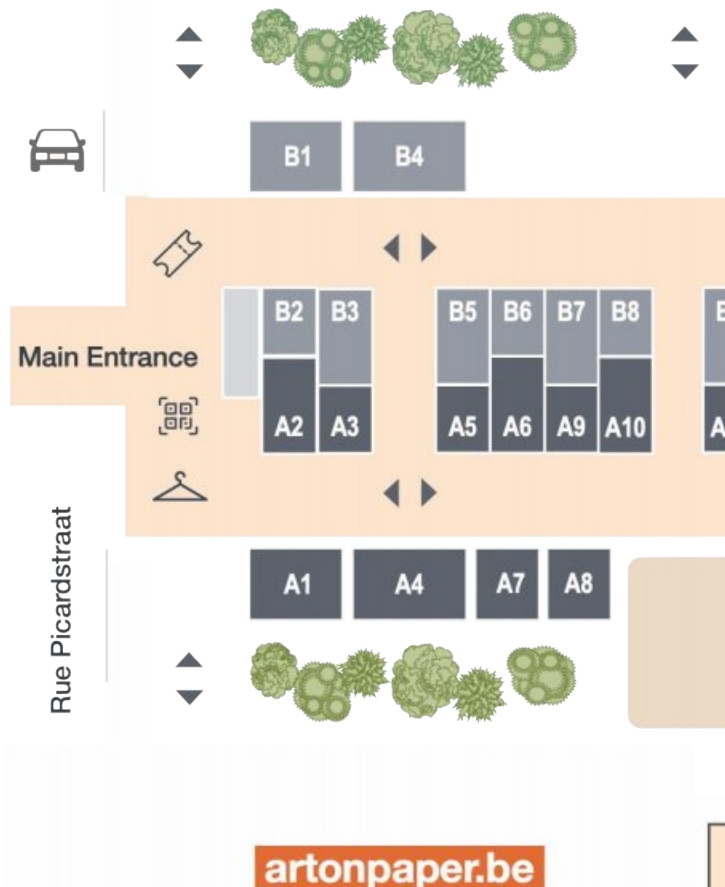 B1 B4
B2 B3 B5 B6 B7 B8
Main Entrance
A2 A3 A5 A6 A9 A10
Rue Picardstraat
A1 A4 A7 A8
artonpaper.be